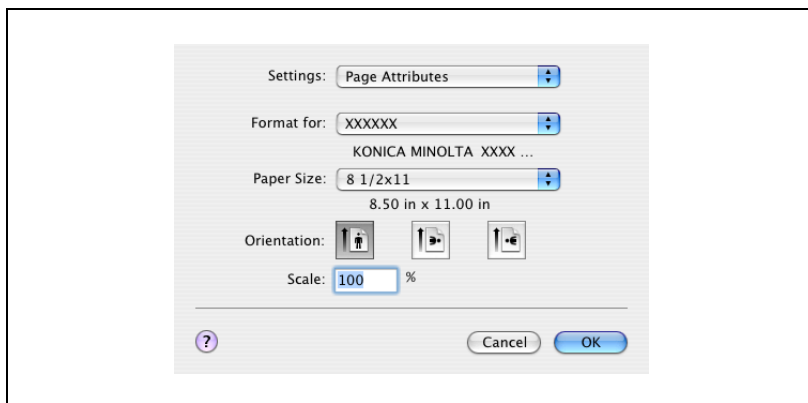 Settings: Page Attributes
Format for: XXXXXX
KONICA MINOLTA XXXX ...
Paper Size: 8 1/2x11
8.50 in x 11.00 in
Orientation:
Scale: 100 %
? Cancel OK